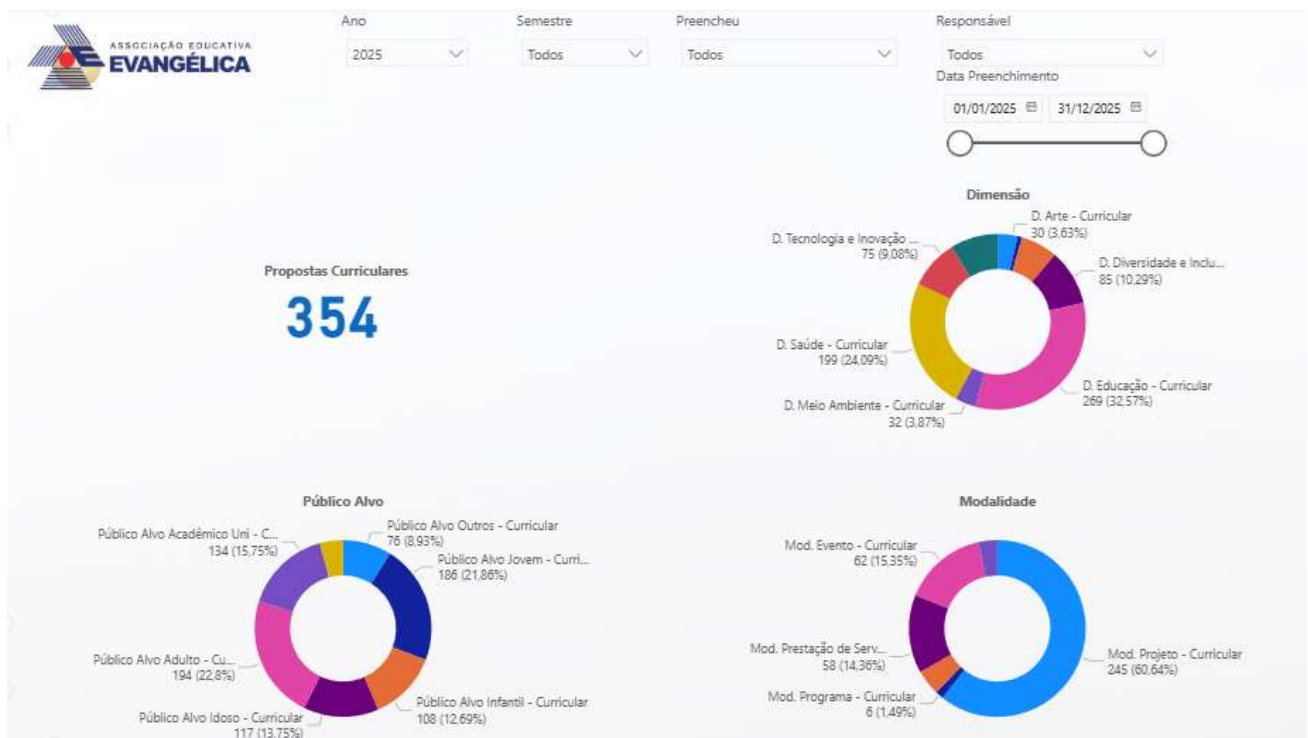 ASSOCIAÇÃO EDUCATIVA
EVANGÉLICA
Ano
2025
Semestre
Todos
Preencheu
Todos
Responsável
Todos
Data Preenchimento
01/01/2025
31/12/2025
Propostas Curriculares
354
Dimensão
D. Arte - Curricular
30 (3,63%)
D. Diversidade e Inclu...
85 (10,29%)
D. Educação - Curricular
269 (32,57%)
D. Meio Ambiente - Curricular
32 (3,87%)
D. Saúde - Curricular
199 (24,09%)
D. Tecnologia e Inovação ...
75 (9,08%)
Público Alvo
Público Alvo Outros - Curricular
76 (8,93%)
Público Alvo Jovem - Curri...
186 (21,86%)
Público Alvo Infantil - Curricular
108 (12,69%)
Público Alvo Idoso - Curricular
117 (13,75%)
Público Alvo Adulto - Cu...
194 (22,8%)
Público Alvo Acadêmico Uni - C...
134 (15,75%)
Modalidade
Mod. Projeto - Curricular
245 (60,64%)
Mod. Programa - Curricular
6 (1,49%)
Mod. Prestação de Serv...
58 (14,36%)
Mod. Evento - Curricular
62 (15,35%)